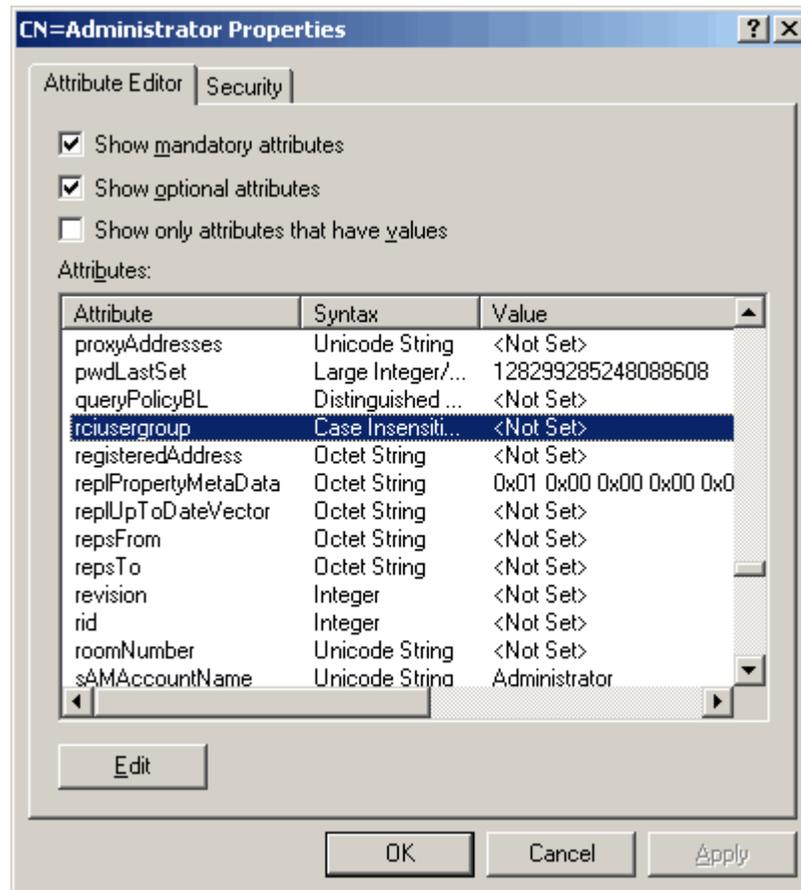 CN=Administrator Properties
Attribute Editor Security
Show mandatory attributes
Show optional attributes
Show only attributes that have values
Attributes:
Attribute Syntax Value
proxyAddresses Unicode String <Not Set>
pwdLastSet Large Integer/... 128299285248088608
queryPolicyBL Distinguished ... <Not Set>
rciusergroup Case Insensiti... <Not Set>
registeredAddress Octet String <Not Set>
replPropertyMetaData Octet String 0x01 0x00 0x00 0x00 0x0
replUpToDateVector Octet String <Not Set>
repsFrom Octet String <Not Set>
repsTo Octet String <Not Set>
revision Integer <Not Set>
rid Integer <Not Set>
roomNumber Unicode String <Not Set>
sAMAccountName Unicode String Administrator
Edit
OK Cancel Apply